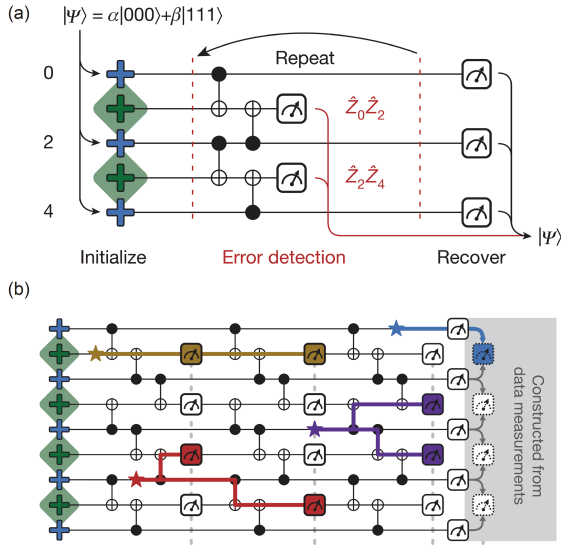 (a)
|Ψ⟩ = α|000⟩+β|111⟩
Repeat
0
Ẑ₀Ẑ₂
2
Ẑ₂Ẑ₄
4
|Ψ⟩
Initialize Error detection Recover
(b)
Constructed from
data measurements